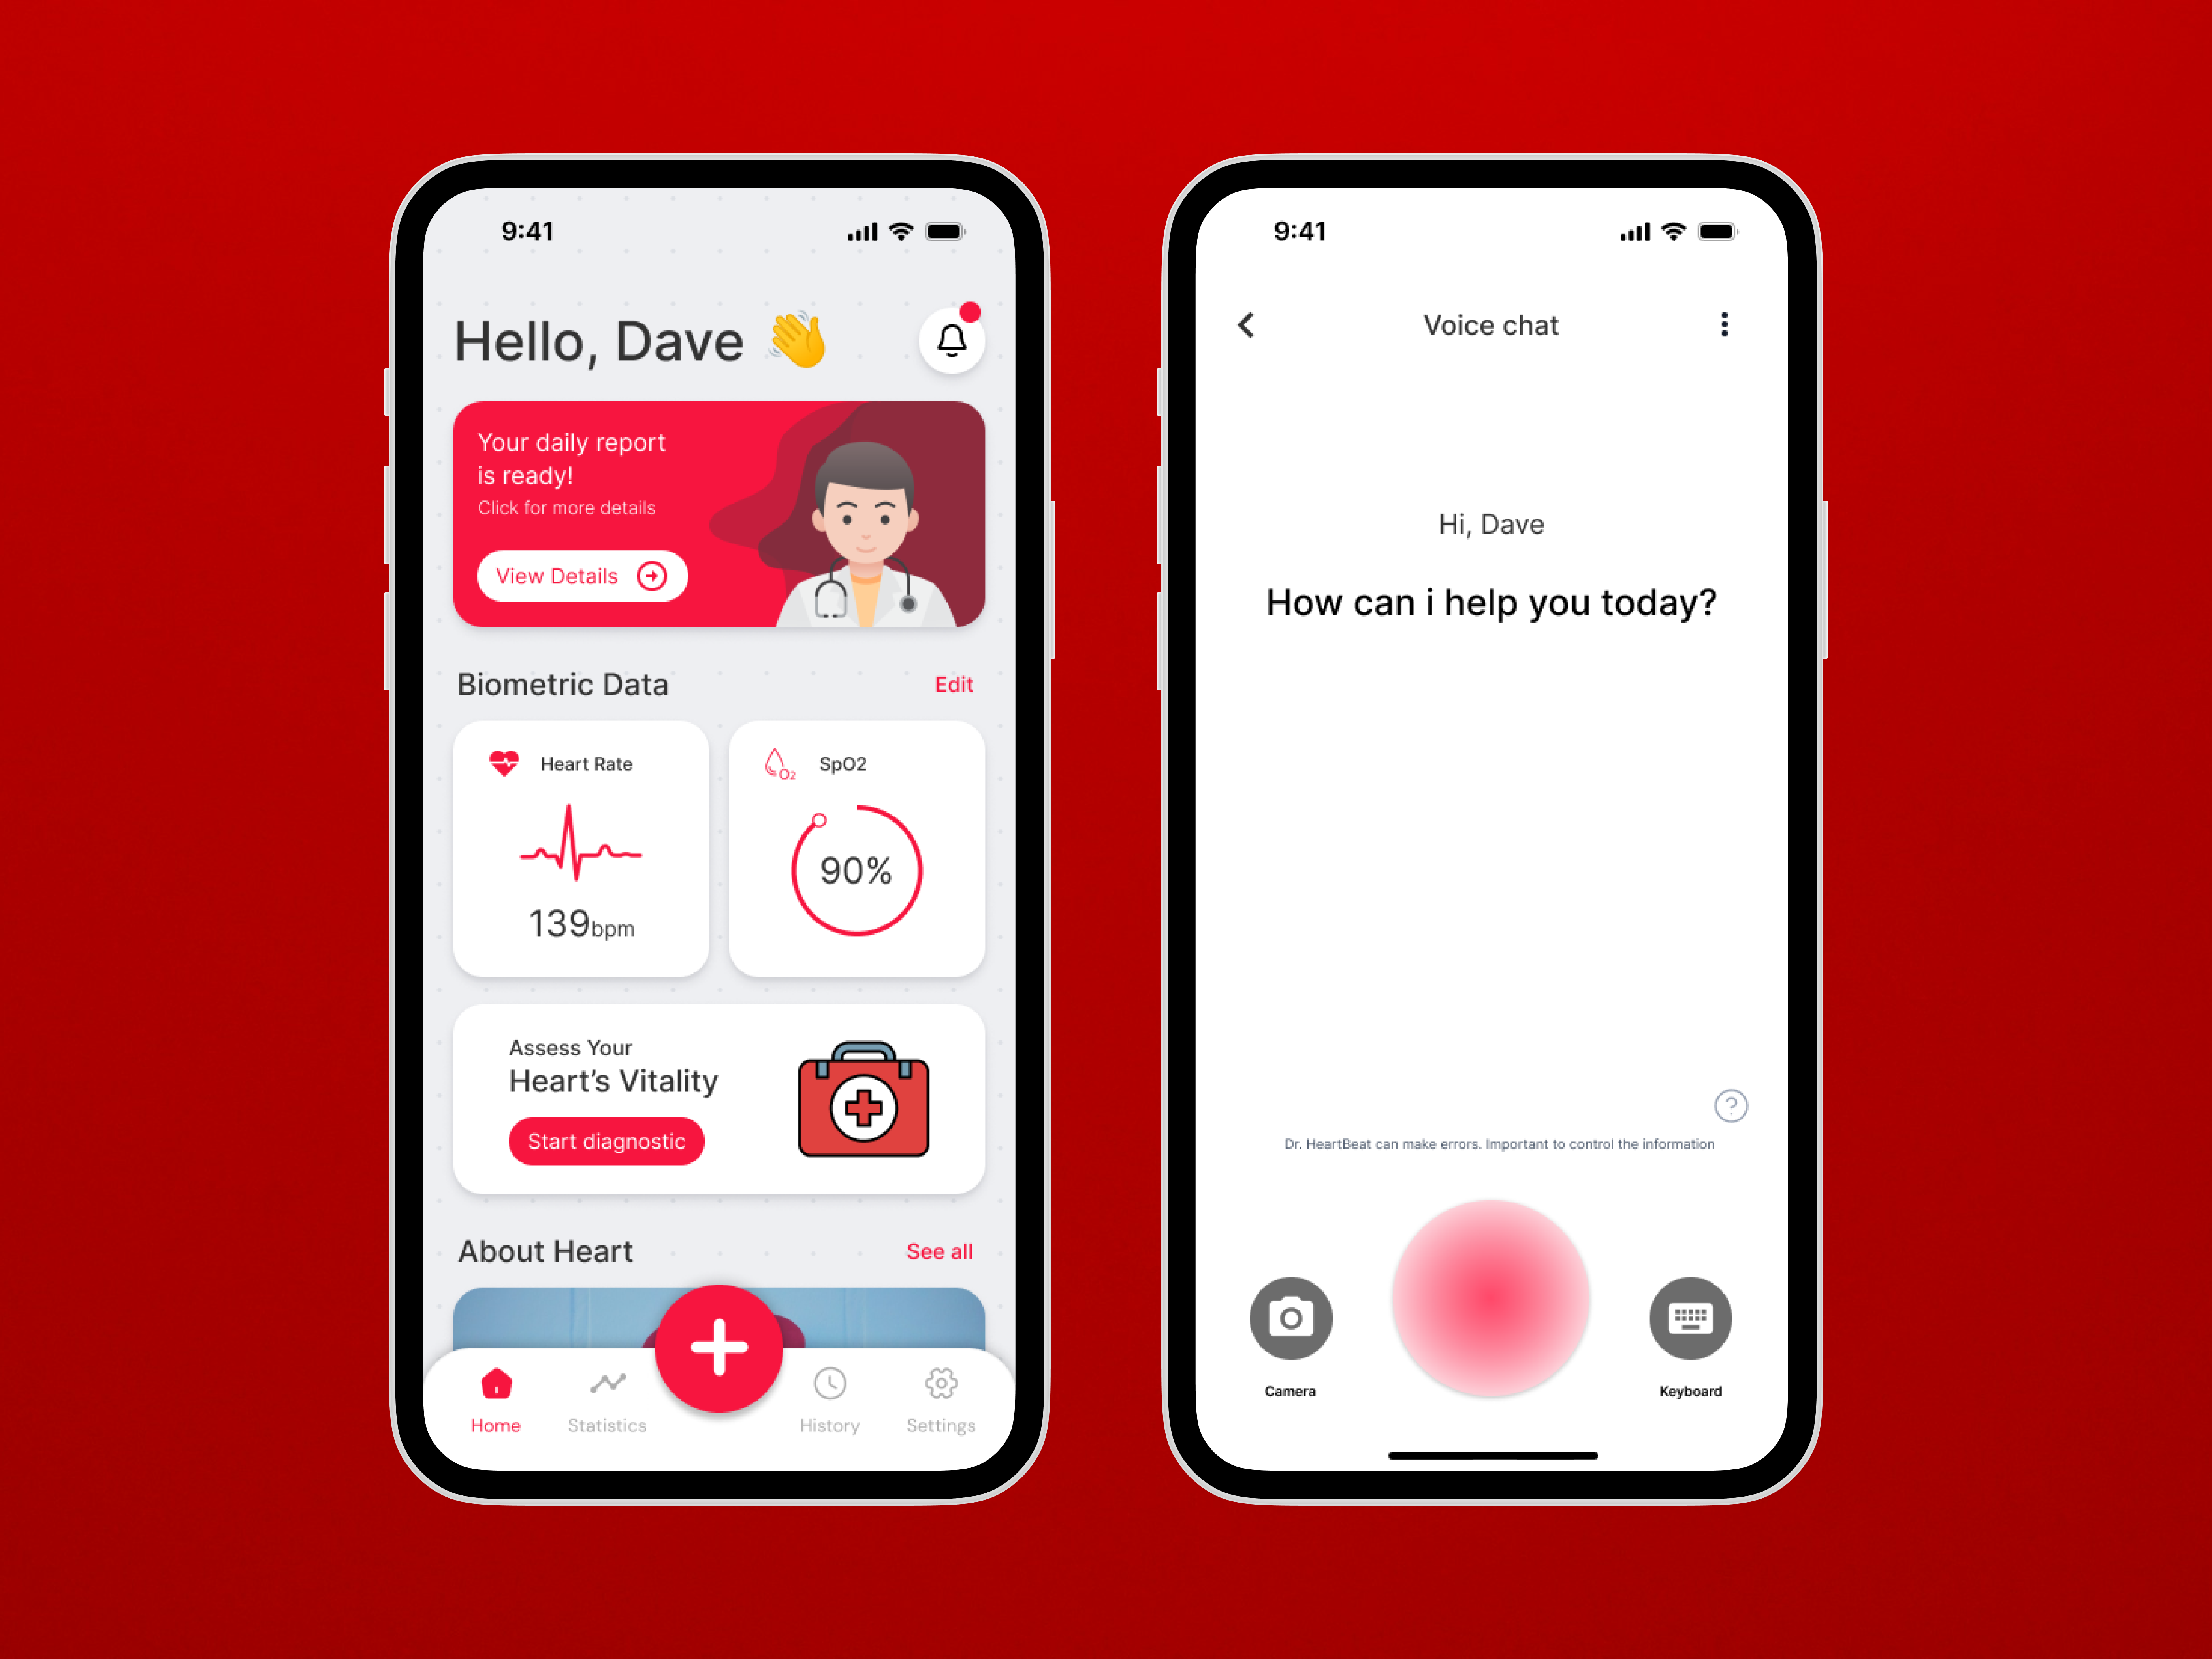 9:41
Hello, Dave 👋
Your daily report
is ready!
Click for more details
View Details
Biometric Data
Edit
Heart Rate
139bpm
O2
SpO2
90%
Assess Your
Heart’s Vitality
Start diagnostic
About Heart
See all
Home
Statistics
History
Settings
9:41
Voice chat
Hi, Dave
How can i help you today?
?
Dr. HeartBeat can make errors. Important to control the information
Camera
Keyboard